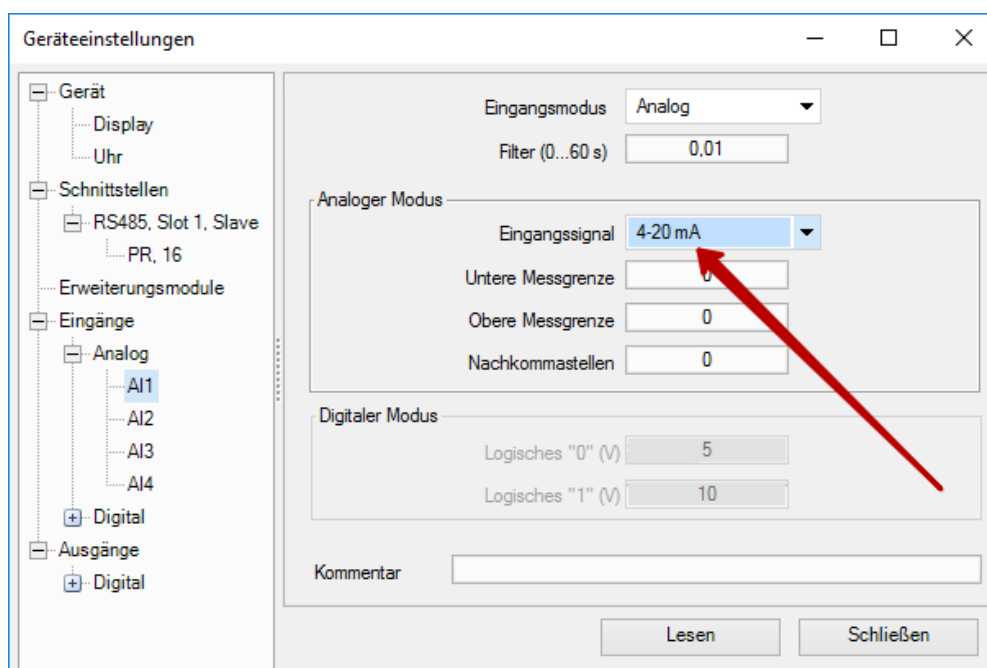 Geräteeinstellungen
Gerät
Display
Uhr
Schnittstellen
RS485, Slot 1, Slave
PR, 16
Erweiterungsmodule
Eingänge
Analog
AI1
AI2
AI3
AI4
Digital
Ausgänge
Digital
Eingangsmodus Analog
Filter (0...60 s) 0,01
Analoger Modus
Eingangssignal 4-20 mA
Untere Messgrenze 0
Obere Messgrenze 0
Nachkommastellen 0
Digitaler Modus
Logisches "0" (V) 5
Logisches "1" (V) 10
Kommentar
Lesen Schließen